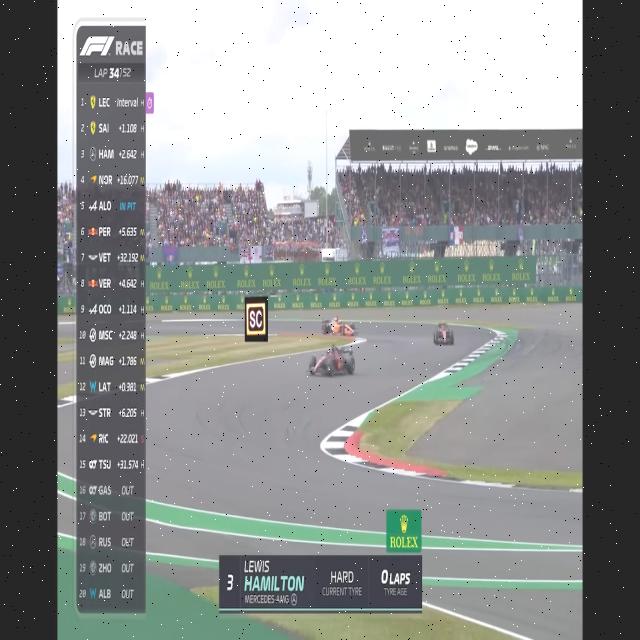 F1 RACE
LAP 34/52
1 LEC Interval H
2 SAI +1.108 H
3 HAM +2.642 H
4 NOR +16.077 M
5 ALO IN PIT
6 PER +5.635 M
7 VET +32.192 M
8 VER +4.642 H
9 OCO +1.114 H
10 MSC +2.248 H
11 MAG +1.786 M
12 LAT +0.381 M
13 STR +6.205 H
14 RIC +22.021 S
15 TSU +31.574 H
16 GAS OUT
17 BOT OUT
18 RUS OUT
19 ZHO OUT
20 ALB OUT
salesforce
ROLEX ROLEX ROLEX ROLEX ROLEX ROLEX ROLEX
SC
ROLEX
3 LEWIS HAMILTON MERCEDES-AMG
HARD CURRENT TYRE
0 LAPS TYRE AGE